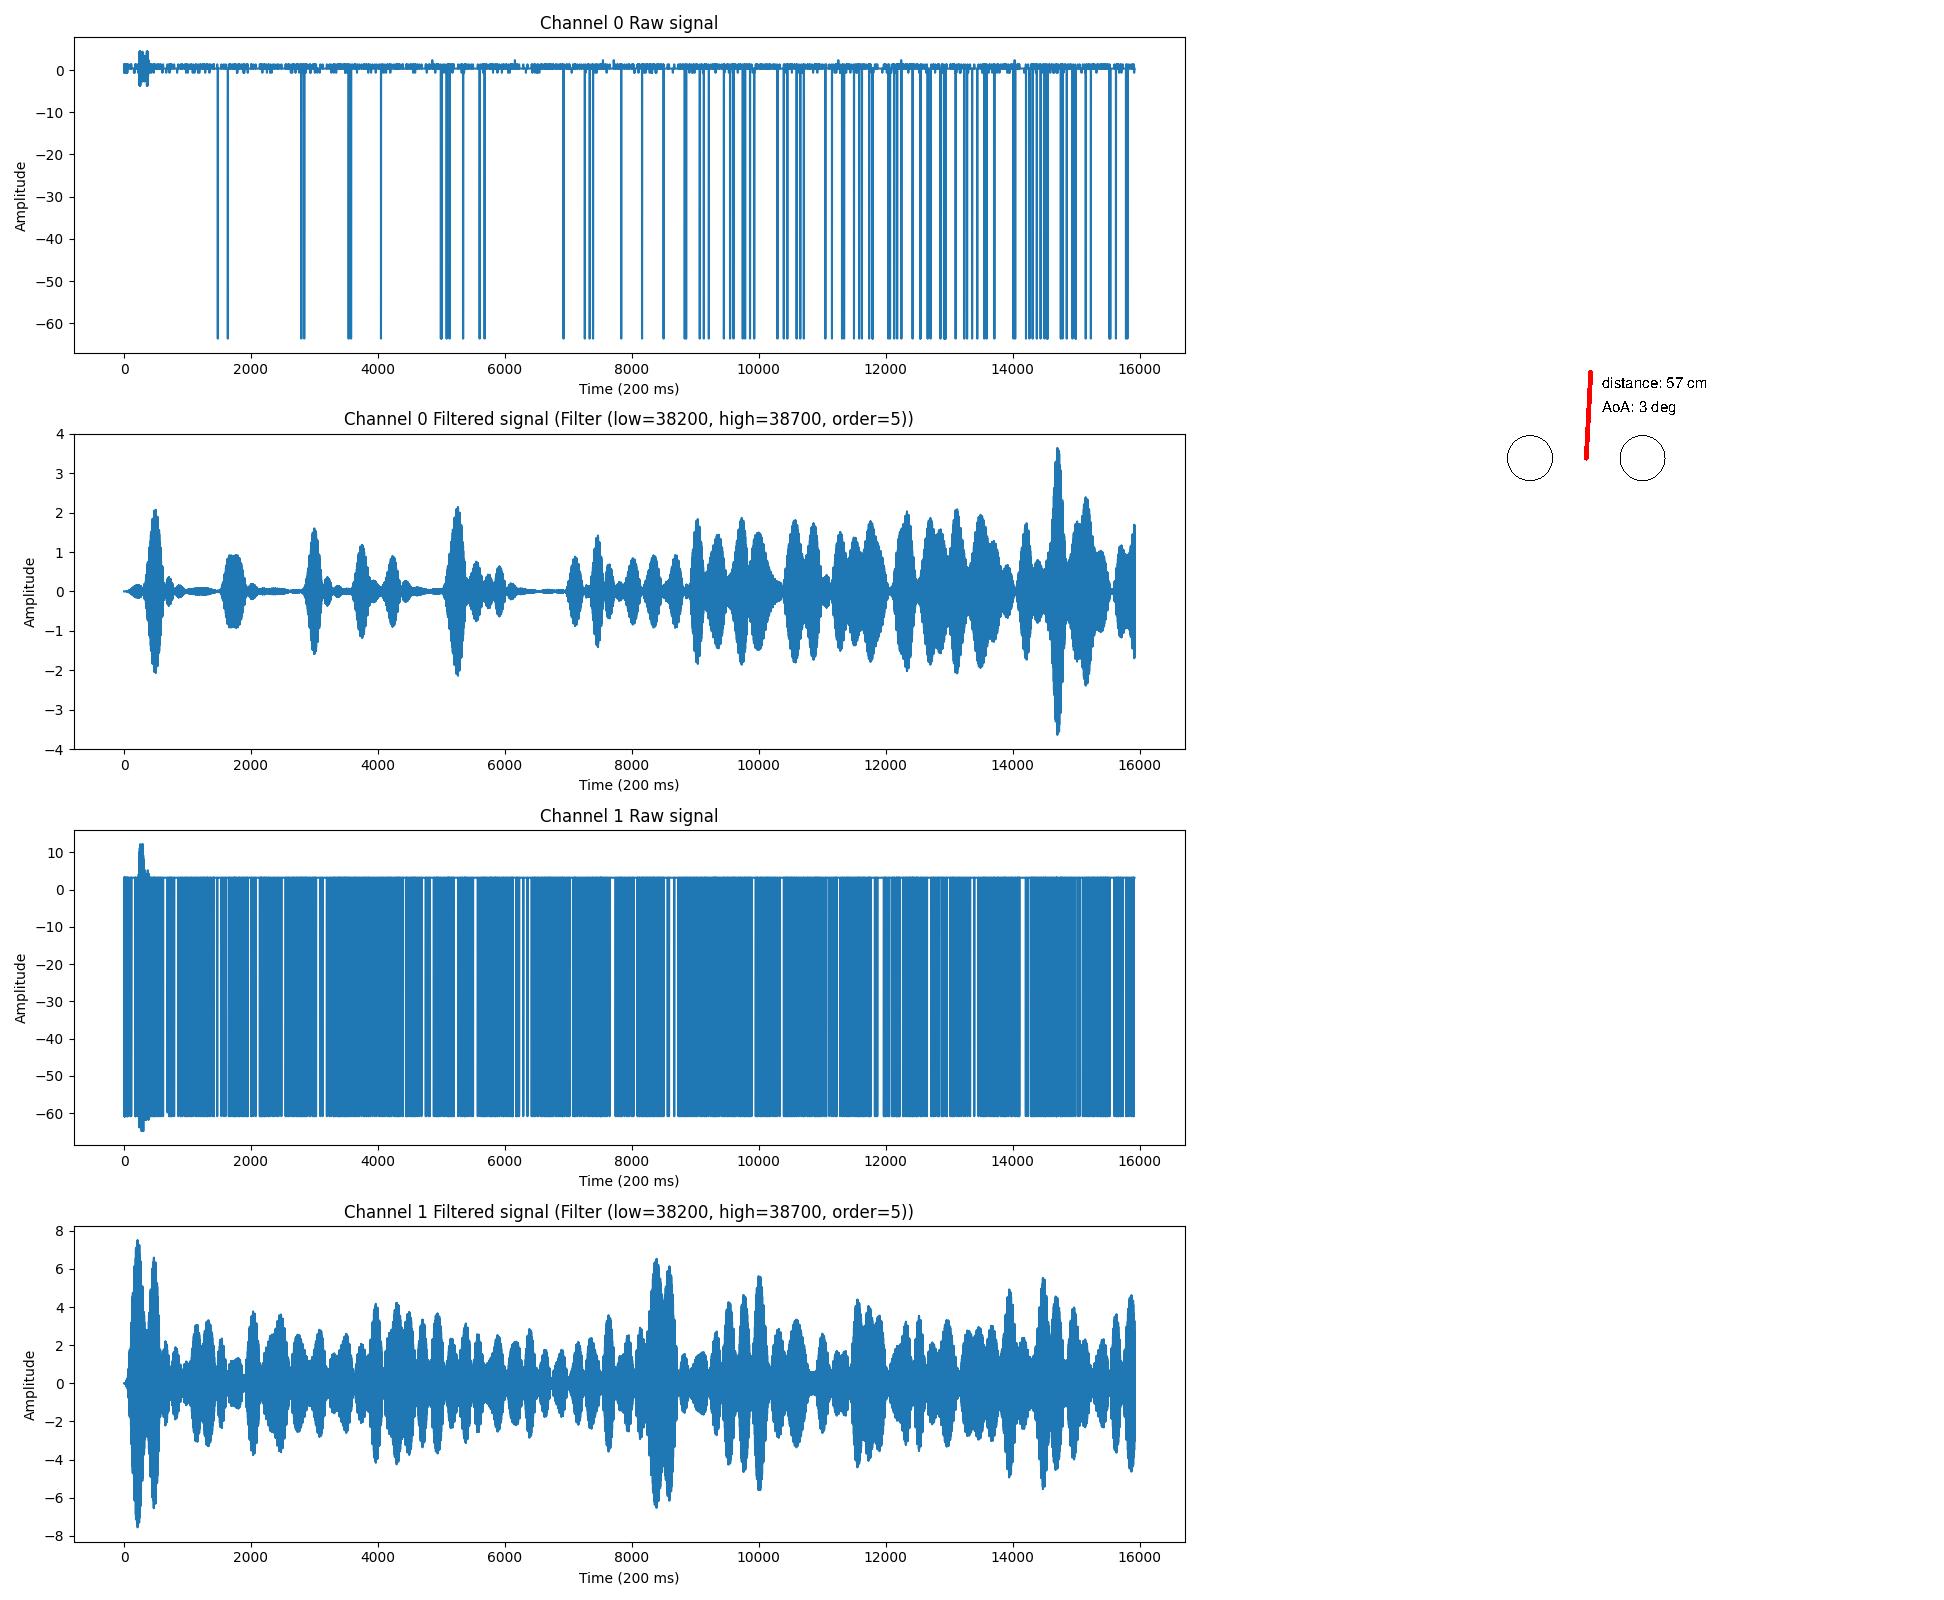 Channel 0 Raw signal
0
−10
−20
−30
−40
−50
−60
Amplitude
0 2000 4000 6000 8000 10000 12000 14000 16000
Time (200 ms)
distance: 57 cm
AoA: 3 deg
Channel 0 Filtered signal (Filter (low=38200, high=38700, order=5))
4
3
2
1
0
−1
−2
−3
−4
Amplitude
0 2000 4000 6000 8000 10000 12000 14000 16000
Time (200 ms)
Channel 1 Raw signal
10
0
−10
−20
−30
−40
−50
−60
Amplitude
0 2000 4000 6000 8000 10000 12000 14000 16000
Time (200 ms)
Channel 1 Filtered signal (Filter (low=38200, high=38700, order=5))
8
6
4
2
0
−2
−4
−6
−8
Amplitude
0 2000 4000 6000 8000 10000 12000 14000 16000
Time (200 ms)